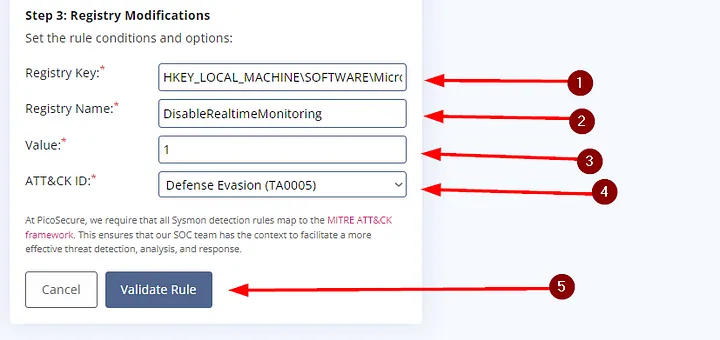 Step 3: Registry Modifications
Set the rule conditions and options:
Registry Key:* HKEY_LOCAL_MACHINE\SOFTWARE\Micro 1
Registry Name:* DisableRealtimeMonitoring 2
Value:* 1 3
ATT&CK ID:* Defense Evasion (TA0005) 4
At PicoSecure, we require that all Sysmon detection rules map to the MITRE ATT&CK
framework. This ensures that our SOC team has the context to facilitate a more
effective threat detection, analysis, and response.
Cancel Validate Rule 5